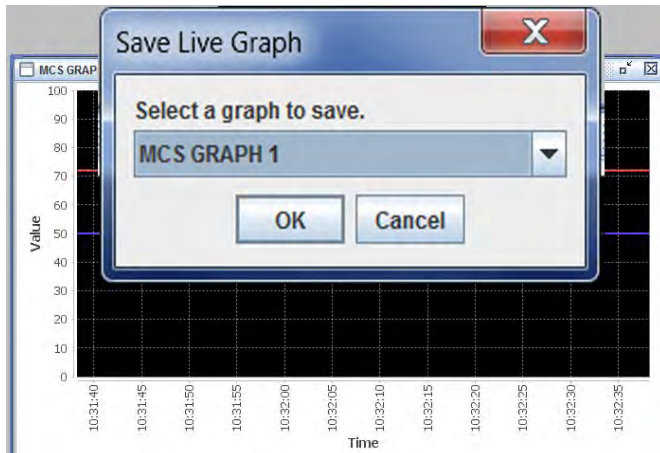 Save Live Graph
X
Select a graph to save.
MCS GRAPH 1
OK Cancel
MCS GRAP
100
90
80
70
60
50
40
30
20
10
0
Value
10:31:40 10:31:45 10:31:50 10:31:55 10:32:00 10:32:05 10:32:10 10:32:15 10:32:20 10:32:25 10:32:30 10:32:35
Time